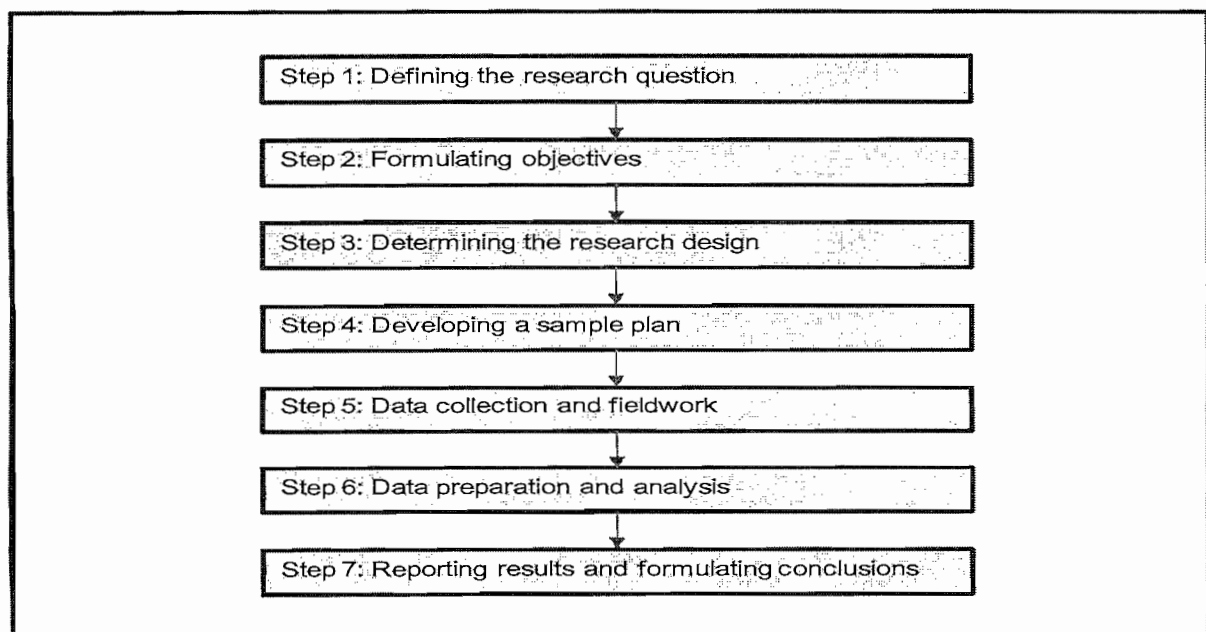 Step 1: Defining the research question
Step 2: Formulating objectives
Step 3: Determining the research design
Step 4: Developing a sample plan
Step 5: Data collection and fieldwork
Step 6: Data preparation and analysis
Step 7: Reporting results and formulating conclusions